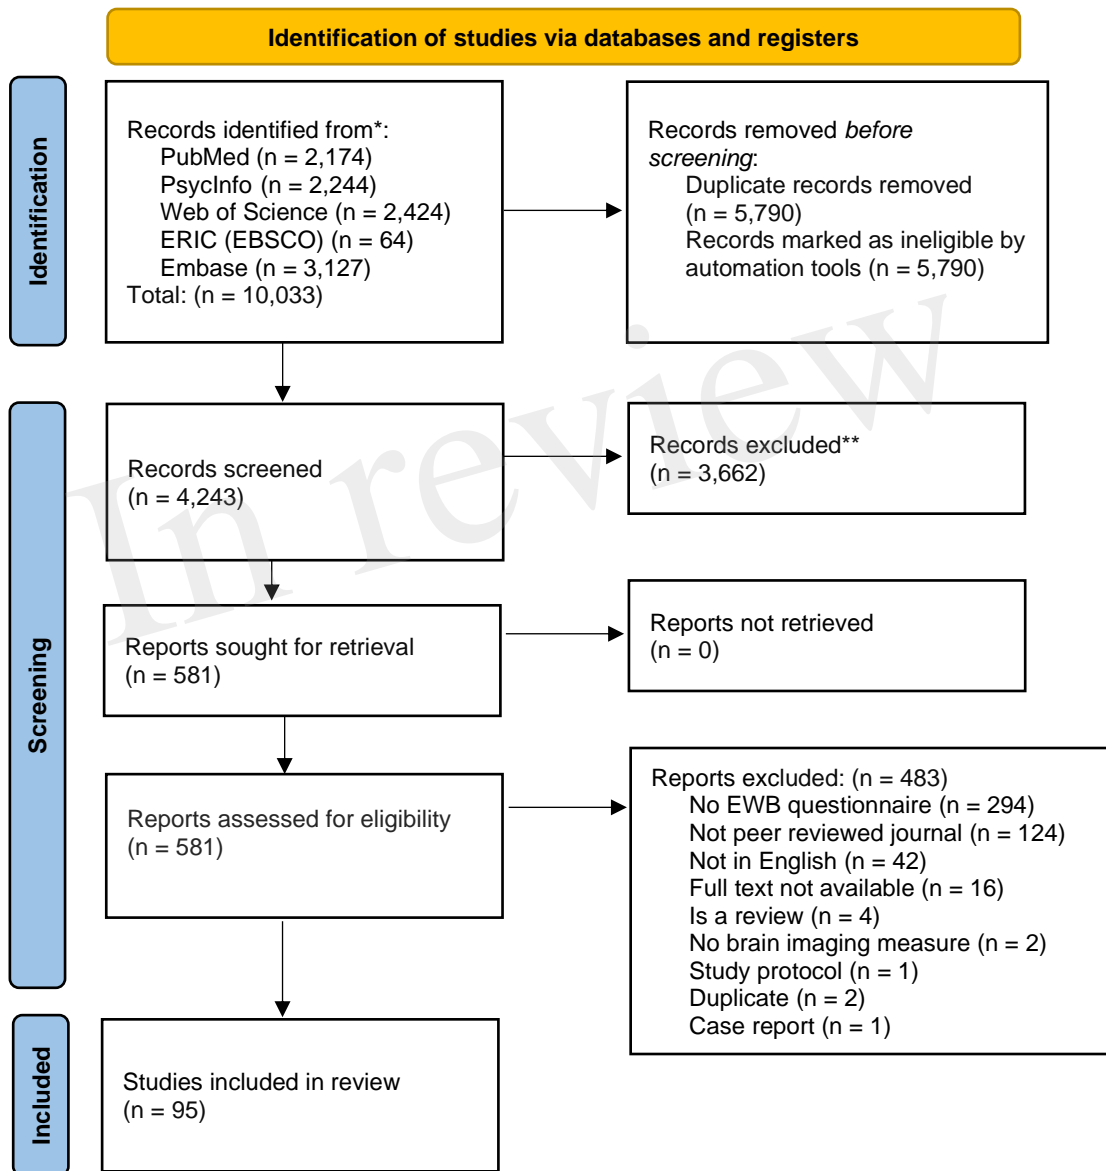 Identification of studies via databases and registers
Identification
Records identified from*:
PubMed (n = 2,174)
PsycInfo (n = 2,244)
Web of Science (n = 2,424)
ERIC (EBSCO) (n = 64)
Embase (n = 3,127)
Total: (n = 10,033)
Records removed before
screening:
Duplicate records removed
(n = 5,790)
Records marked as ineligible by
automation tools (n = 5,790)
Screening
Records screened
(n = 4,243)
Records excluded**
(n = 3,662)
Reports sought for retrieval
(n = 581)
Reports not retrieved
(n = 0)
Reports assessed for eligibility
(n = 581)
Reports excluded: (n = 483)
No EWB questionnaire (n = 294)
Not peer reviewed journal (n = 124)
Not in English (n = 42)
Full text not available (n = 16)
Is a review (n = 4)
No brain imaging measure (n = 2)
Study protocol (n = 1)
Duplicate (n = 2)
Case report (n = 1)
Included
Studies included in review
(n = 95)
In review